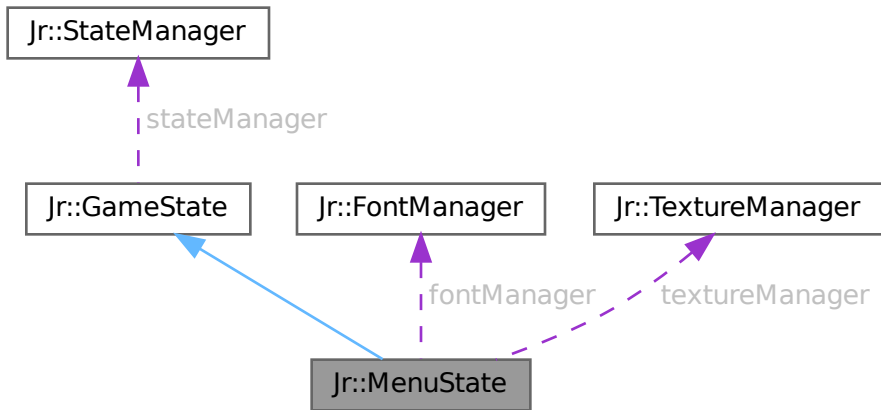 Jr::StateManager
stateManager
Jr::GameState
Jr::FontManager
Jr::TextureManager
fontManager
textureManager
Jr::MenuState